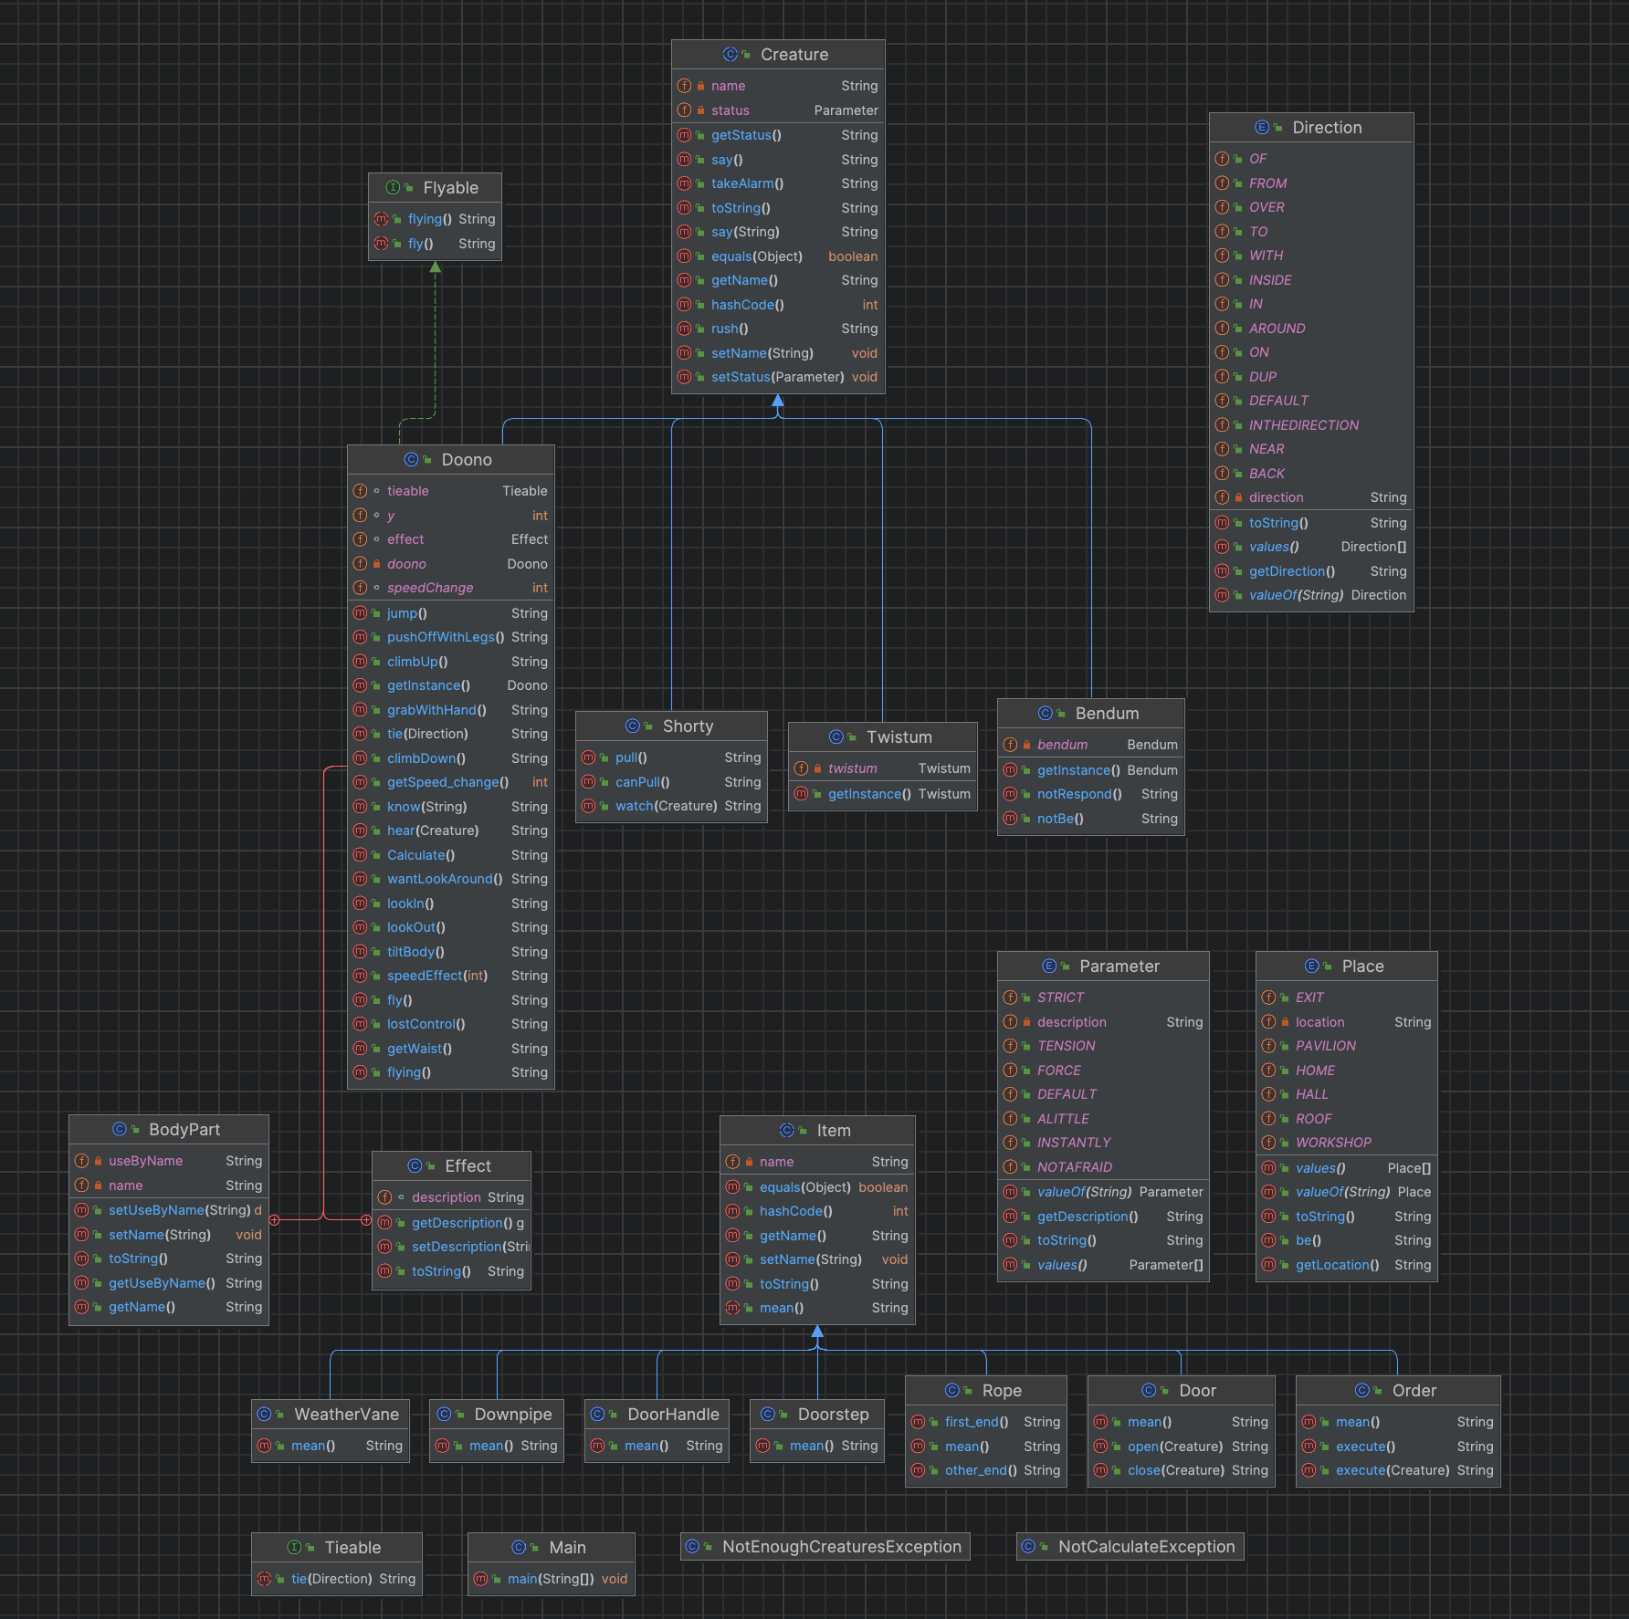 Creature
name String
status Parameter
getStatus() String
say() String
takeAlarm() String
toString() String
say(String) String
equals(Object) boolean
getName() String
hashCode() int
rush() String
setName(String) void
setStatus(Parameter) void
Direction
OF
FROM
OVER
TO
WITH
INSIDE
IN
AROUND
ON
DUP
DEFAULT
INTHEDIRECTION
NEAR
BACK
direction String
toString() String
values() Direction[]
getDirection() String
valueOf(String) Direction
Flyable
flying() String
fly() String
Doono
tieable Tieable
y int
effect Effect
doono Doono
speedChange int
jump() String
pushOffWithLegs() String
climbUp() String
getInstance() Doono
grabWithHand() String
tie(Direction) String
climbDown() String
getSpeed_change() int
know(String) String
hear(Creature) String
Calculate() String
wantLookAround() String
lookIn() String
lookOut() String
tiltBody() String
speedEffect(int) String
fly() String
lostControl() String
getWaist() String
flying() String
Shorty
pull() String
canPull() String
watch(Creature) String
Twistum
twistum Twistum
getInstance() Twistum
Bendum
bendum Bendum
getInstance() Bendum
notRespond() String
notBe() String
Parameter
STRICT
description String
TENSION
FORCE
DEFAULT
ALITTLE
INSTANTLY
NOTAFRAID
valueOf(String) Parameter
getDescription() String
toString() String
values() Parameter[]
Place
EXIT
location String
PAVILION
HOME
HALL
ROOF
WORKSHOP
values() Place[]
valueOf(String) Place
toString() String
be() String
getLocation() String
BodyPart
useByName String
name String
setUseByName(String) d
setName(String) void
toString() String
getUseByName() String
getName() String
Effect
description String
getDescription() g
setDescription(Stri
toString() String
Item
name String
equals(Object) boolean
hashCode() int
getName() String
setName(String) void
toString() String
mean() String
WeatherVane
mean() String
Downpipe
mean() String
DoorHandle
mean() String
Doorstep
mean() String
Rope
first_end() String
mean() String
other_end() String
Door
mean() String
open(Creature) String
close(Creature) String
Order
mean() String
execute() String
execute(Creature) String
Tieable
tie(Direction) String
Main
main(String[]) void
NotEnoughCreaturesException
NotCalculateException